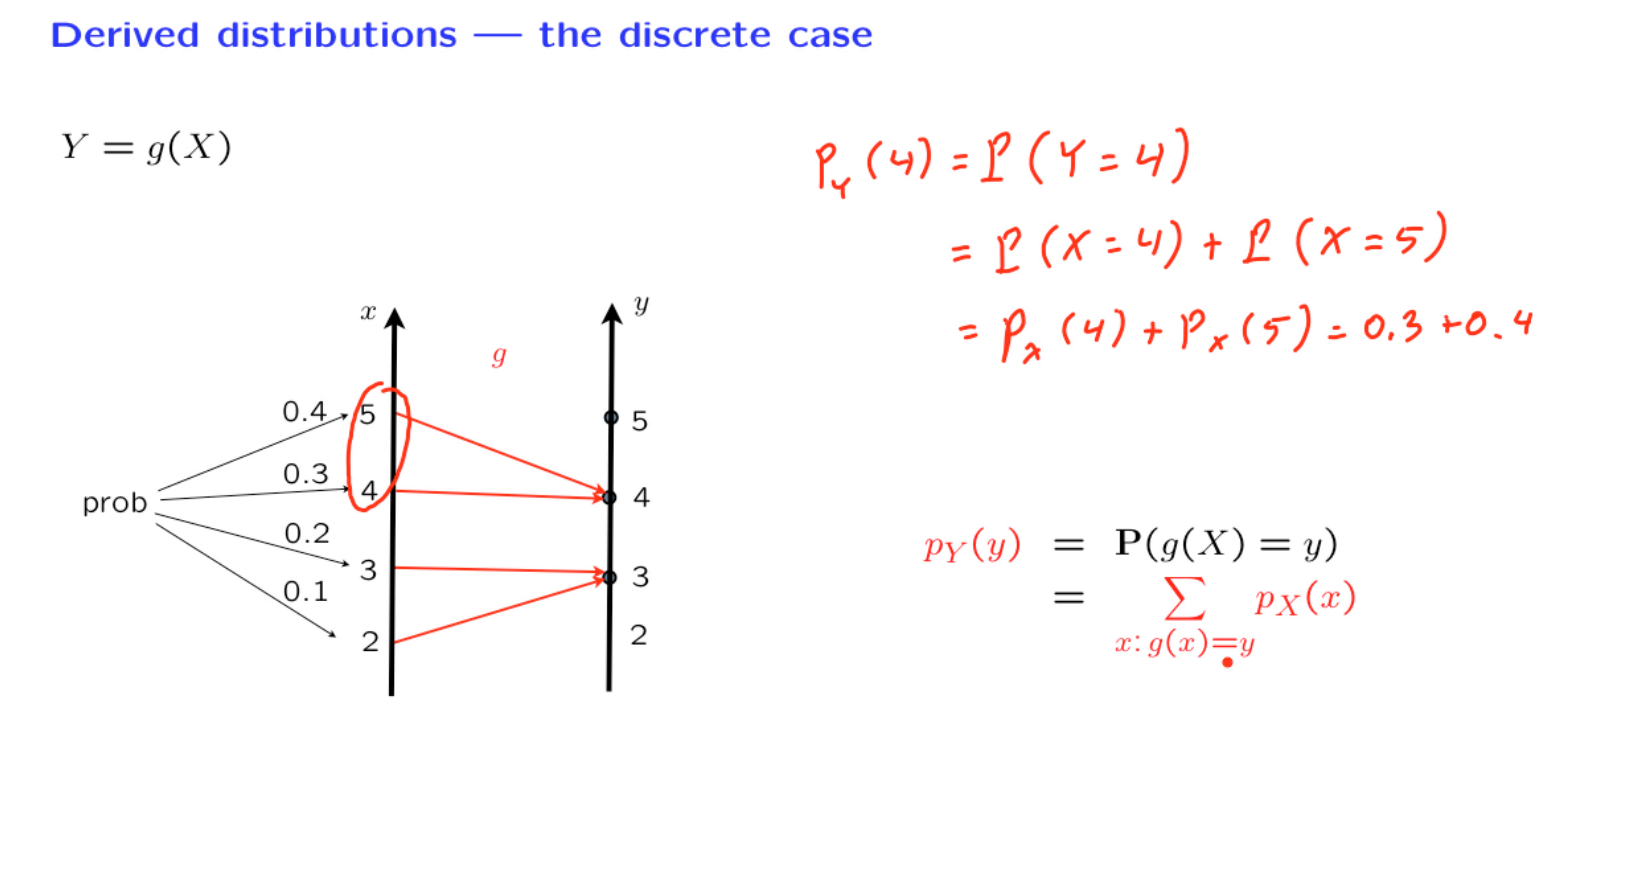 Derived distributions — the discrete case
Y = g(X)
p_Y(4) = P(Y = 4)
= P(X = 4) + P(X = 5)
= p_X(4) + p_X(5) = 0.3 + 0.4
x
y
g
0.4
5
5
0.3
4
4
prob
0.2
3
3
0.1
2
2
p_Y(y) = P(g(X) = y)
= ∑ p_X(x)
x: g(x)=y